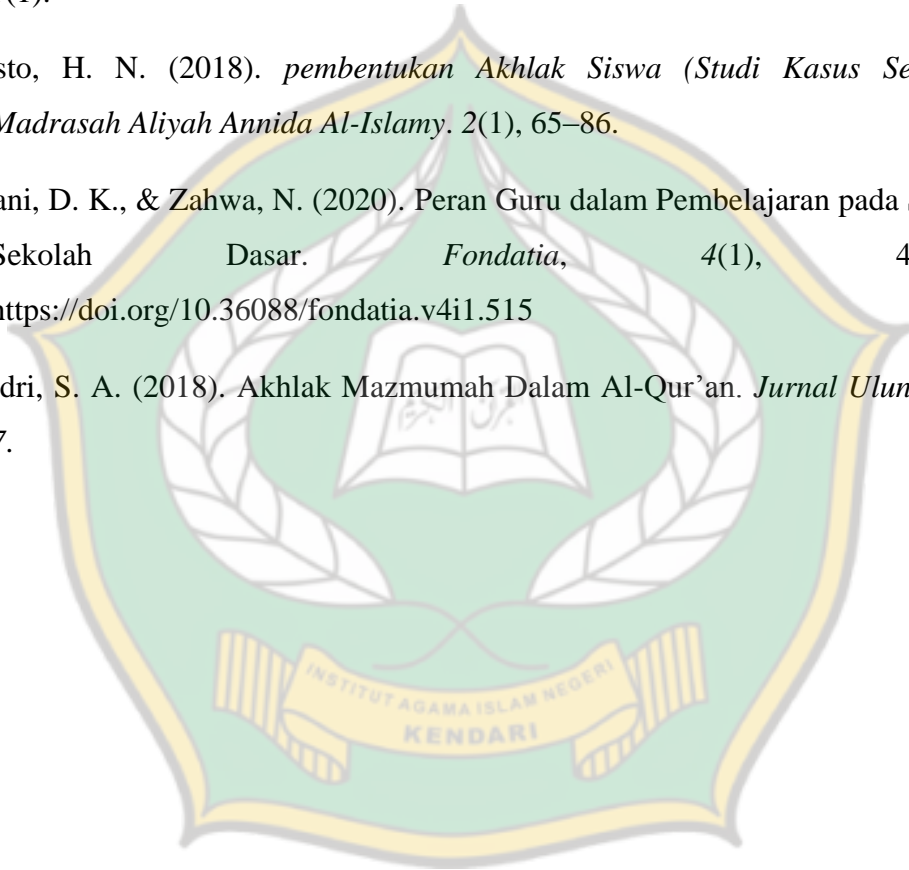 (1).
sto, H. N. (2018). pembentukan Akhlak Siswa (Studi Kasus Se
Madrasah Aliyah Annida Al-Islamy. 2(1), 65–86.
ani, D. K., & Zahwa, N. (2020). Peran Guru dalam Pembelajaran pada
Sekolah Dasar. Fondatia, 4(1), 4
https://doi.org/10.36088/fondatia.v4i1.515
dri, S. A. (2018). Akhlak Mazmumah Dalam Al-Qur’an. Jurnal Ulun
7.
INSTITUT AGAMA ISLAM NEGERI
KENDARI